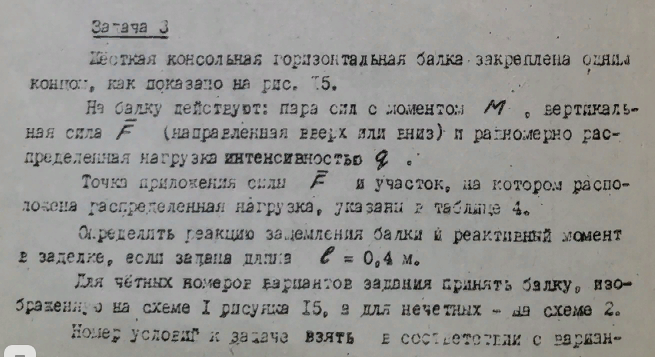 Задача 3
Жёсткая консольная горизонтальная балка закреплена одним
концом, как показано на рис. 15.
На балку действуют: пара сил с моментом M , вертикаль-
ная сила F̅ (направленная вверх или вниз) и равномерно рас-
пределенная нагрузка интенсивностью q .
Точка приложения силы F̅ и участок, на котором распо-
ложена распределенная нагрузка, указаны в таблице 4.
Определить реакцию защемления балки и реактивный момент
в заделке, если задана длина ℓ = 0,4 м.
Для чётных номеров вариантов задания принять балку, изо-
браженную на схеме I рисунка 15, а для нечетных - на схеме 2.
Номер условий к задаче взять в соответствии с вариан-